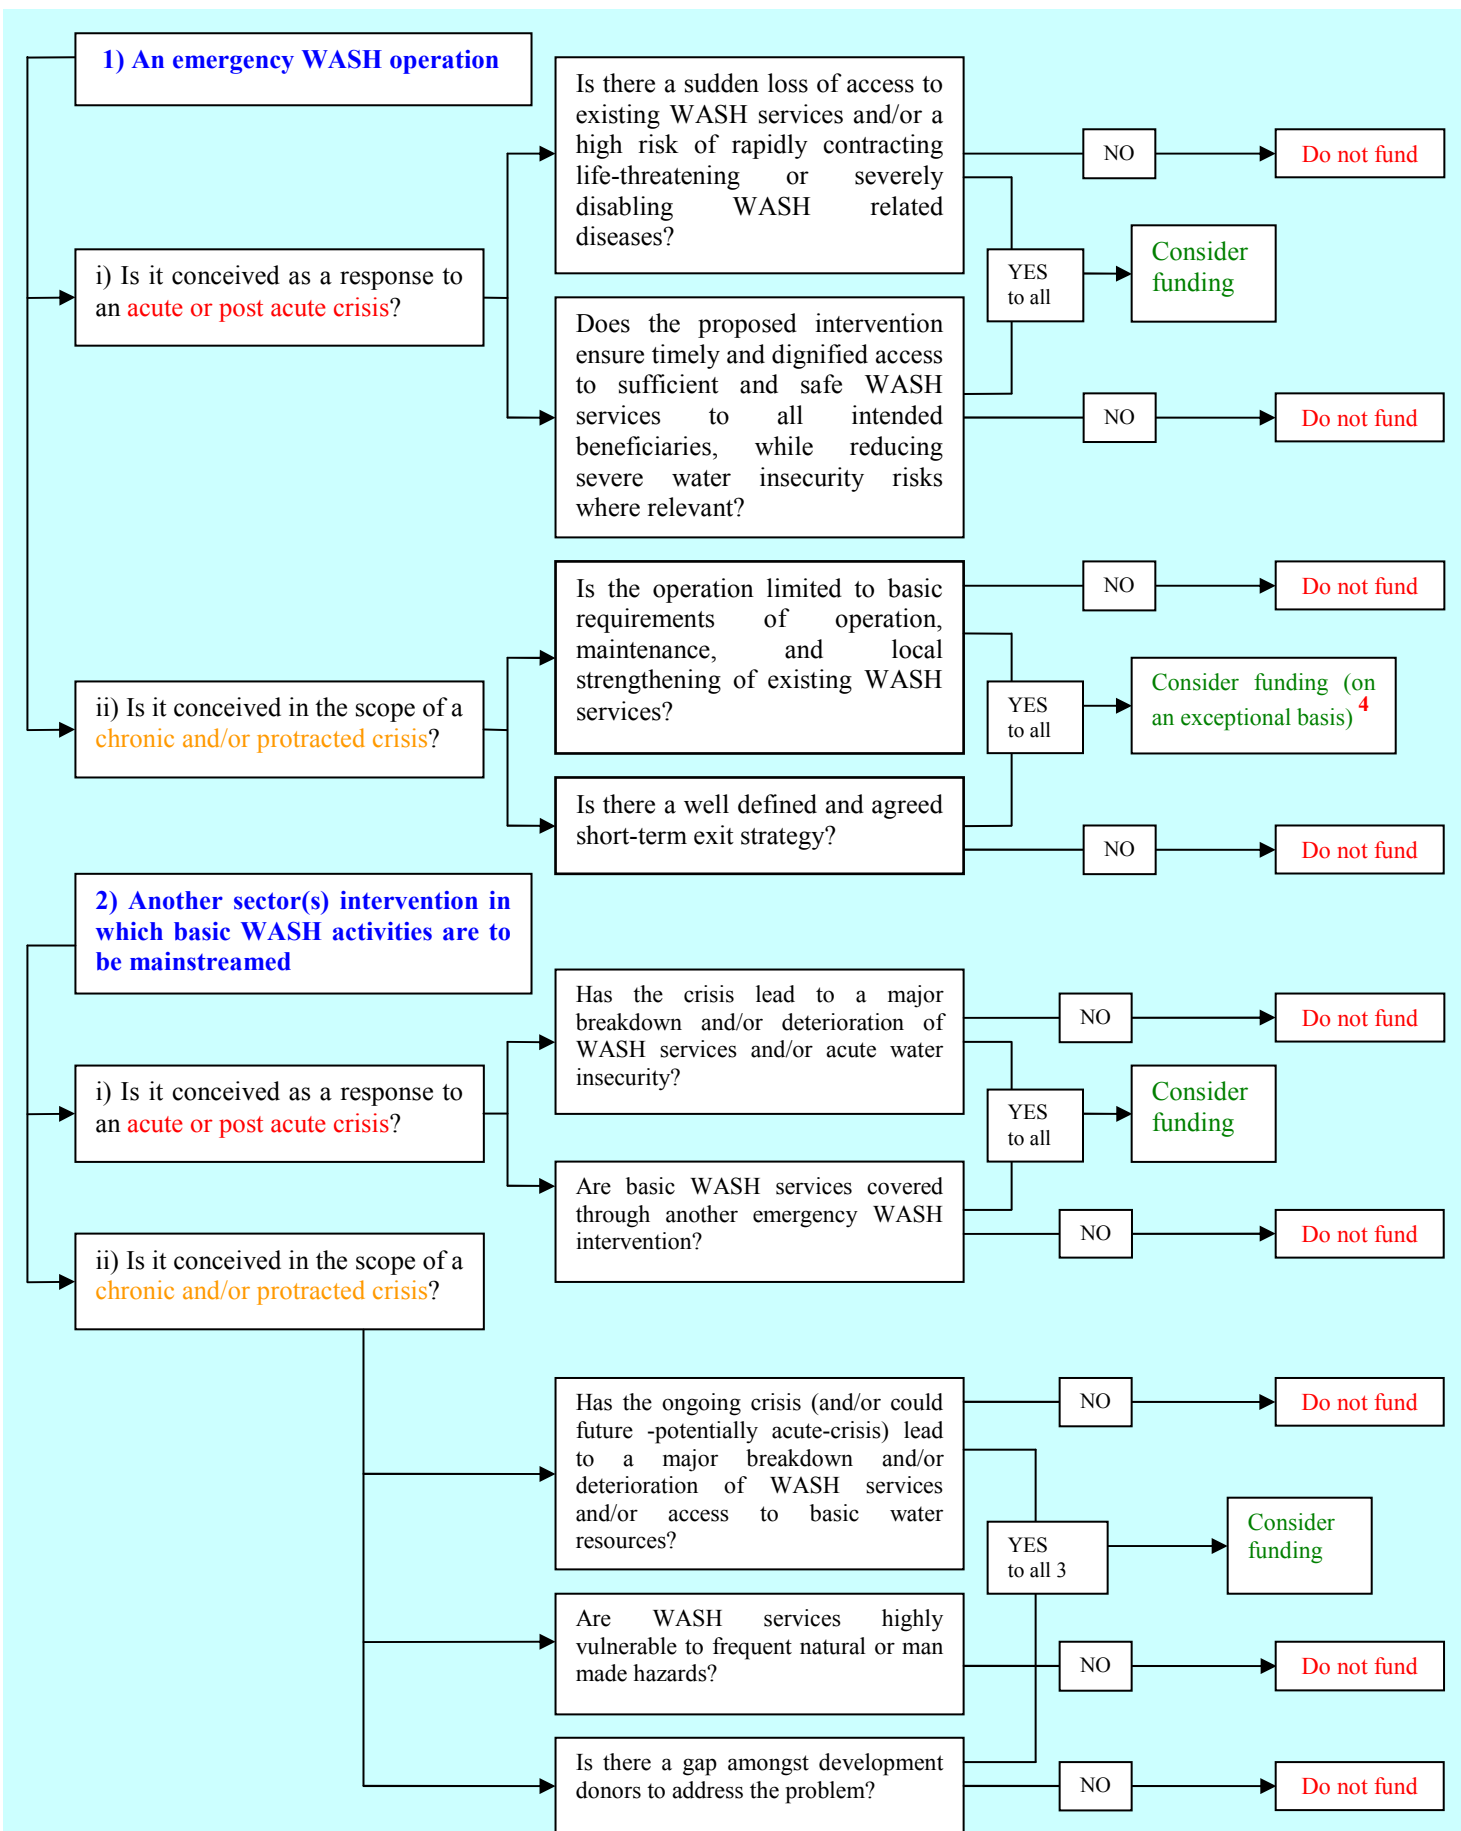 1) An emergency WASH operation
Is there a sudden loss of access to
existing WASH services and/or a
high risk of rapidly contracting
life-threatening or severely
disabling WASH related
diseases?
NO
Do not fund
i) Is it conceived as a response to
an acute or post acute crisis?
YES
to all
Consider
funding
Does the proposed intervention
ensure timely and dignified access
to sufficient and safe WASH
services to all intended
beneficiaries, while reducing
severe water insecurity risks
where relevant?
NO
Do not fund
Is the operation limited to basic
requirements of operation,
maintenance, and local
strengthening of existing WASH
services?
NO
Do not fund
ii) Is it conceived in the scope of a
chronic and/or protracted crisis?
YES
to all
Consider funding (on
an exceptional basis) 4
Is there a well defined and agreed
short-term exit strategy?
NO
Do not fund
2) Another sector(s) intervention in
which basic WASH activities are to
be mainstreamed
Has the crisis lead to a major
breakdown and/or deterioration of
WASH services and/or acute water
insecurity?
NO
Do not fund
i) Is it conceived as a response to
an acute or post acute crisis?
YES
to all
Consider
funding
Are basic WASH services covered
through another emergency WASH
intervention?
NO
Do not fund
ii) Is it conceived in the scope of a
chronic and/or protracted crisis?
Has the ongoing crisis (and/or could
future -potentially acute-crisis) lead
to a major breakdown and/or
deterioration of WASH services
and/or access to basic water
resources?
NO
Do not fund
YES
to all 3
Consider
funding
Are WASH services highly
vulnerable to frequent natural or man
made hazards?
NO
Do not fund
Is there a gap amongst development
donors to address the problem?
NO
Do not fund